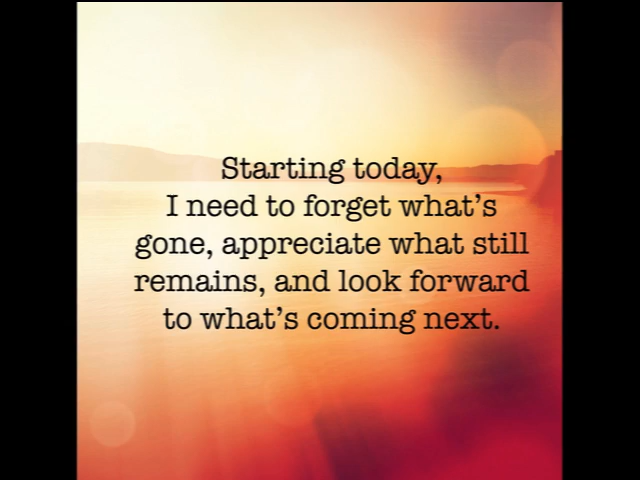 Starting today,
I need to forget what's
gone, appreciate what still
remains, and look forward
to what's coming next.